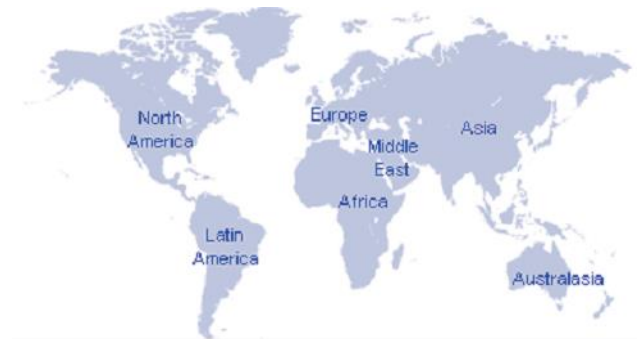 North
America
Europe
Middle
East
Asia
Africa
Latin
America
Australasia